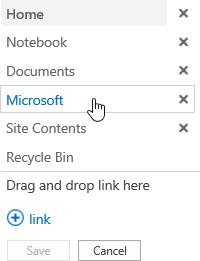 Home
Notebook
Documents
Microsoft
Site Contents
Recycle Bin
Drag and drop link here
link
Save Cancel